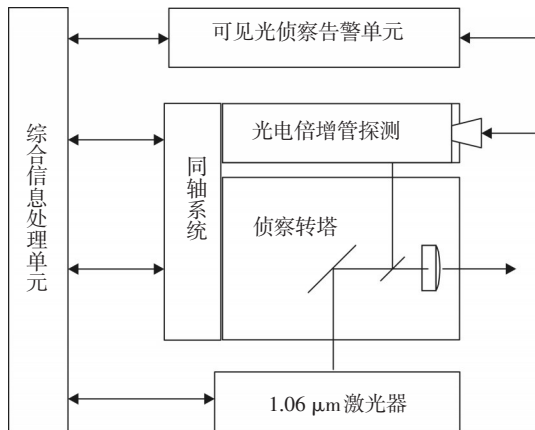 可见光侦察告警单元
综合信息处理单元
同轴系统
光电倍增管探测
侦察转塔
1.06 μm激光器